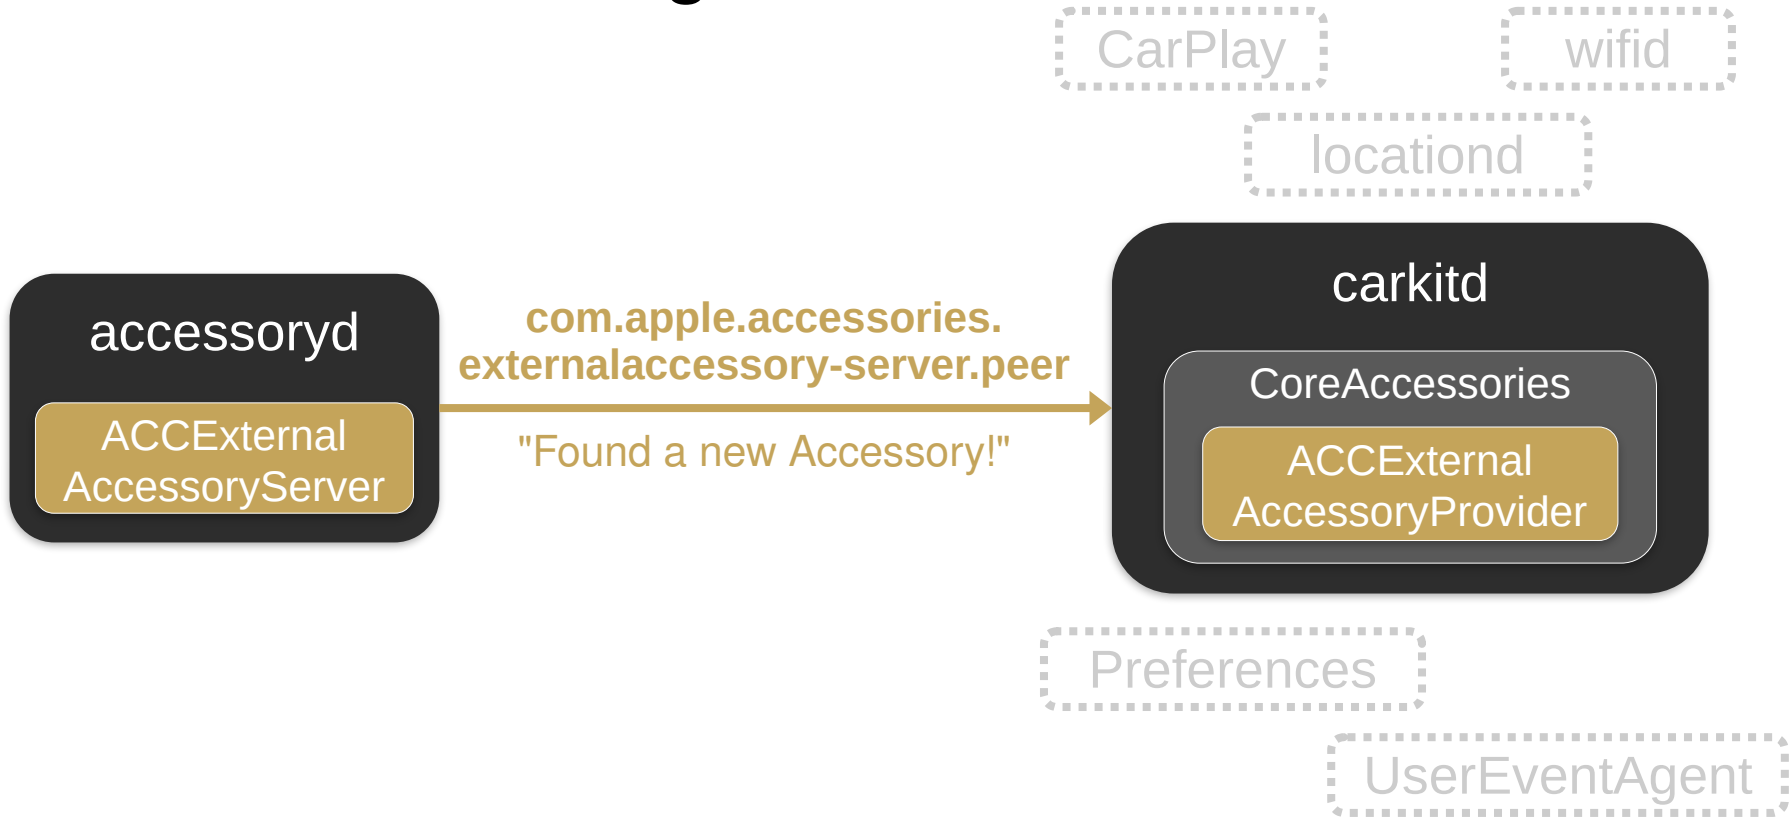 CarPlay
wifid
locationd
accessoryd
ACCExternal
AccessoryServer
com.apple.accessories.
externalaccessory-server.peer
"Found a new Accessory!"
carkitd
CoreAccessories
ACCExternal
AccessoryProvider
Preferences
UserEventAgent